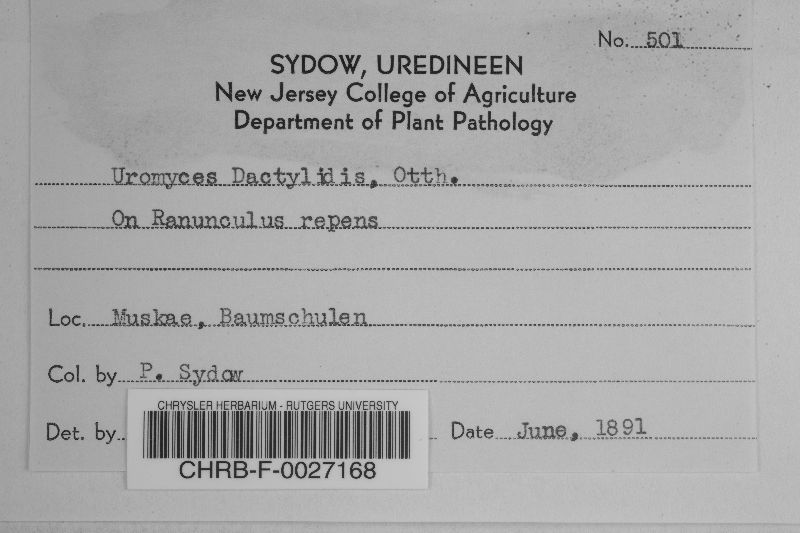 No. 501
SYDOW, UREDINEEN
New Jersey College of Agriculture
Department of Plant Pathology
Uromyces Dactylidis, Otth.
On Ranunculus repens
Loc. Muskae, Baumschulen
Col. by P. Sydow
Det. by
Date June, 1891
CHRYSLER HERBARIUM - RUTGERS UNIVERSITY
CHRB-F-0027168